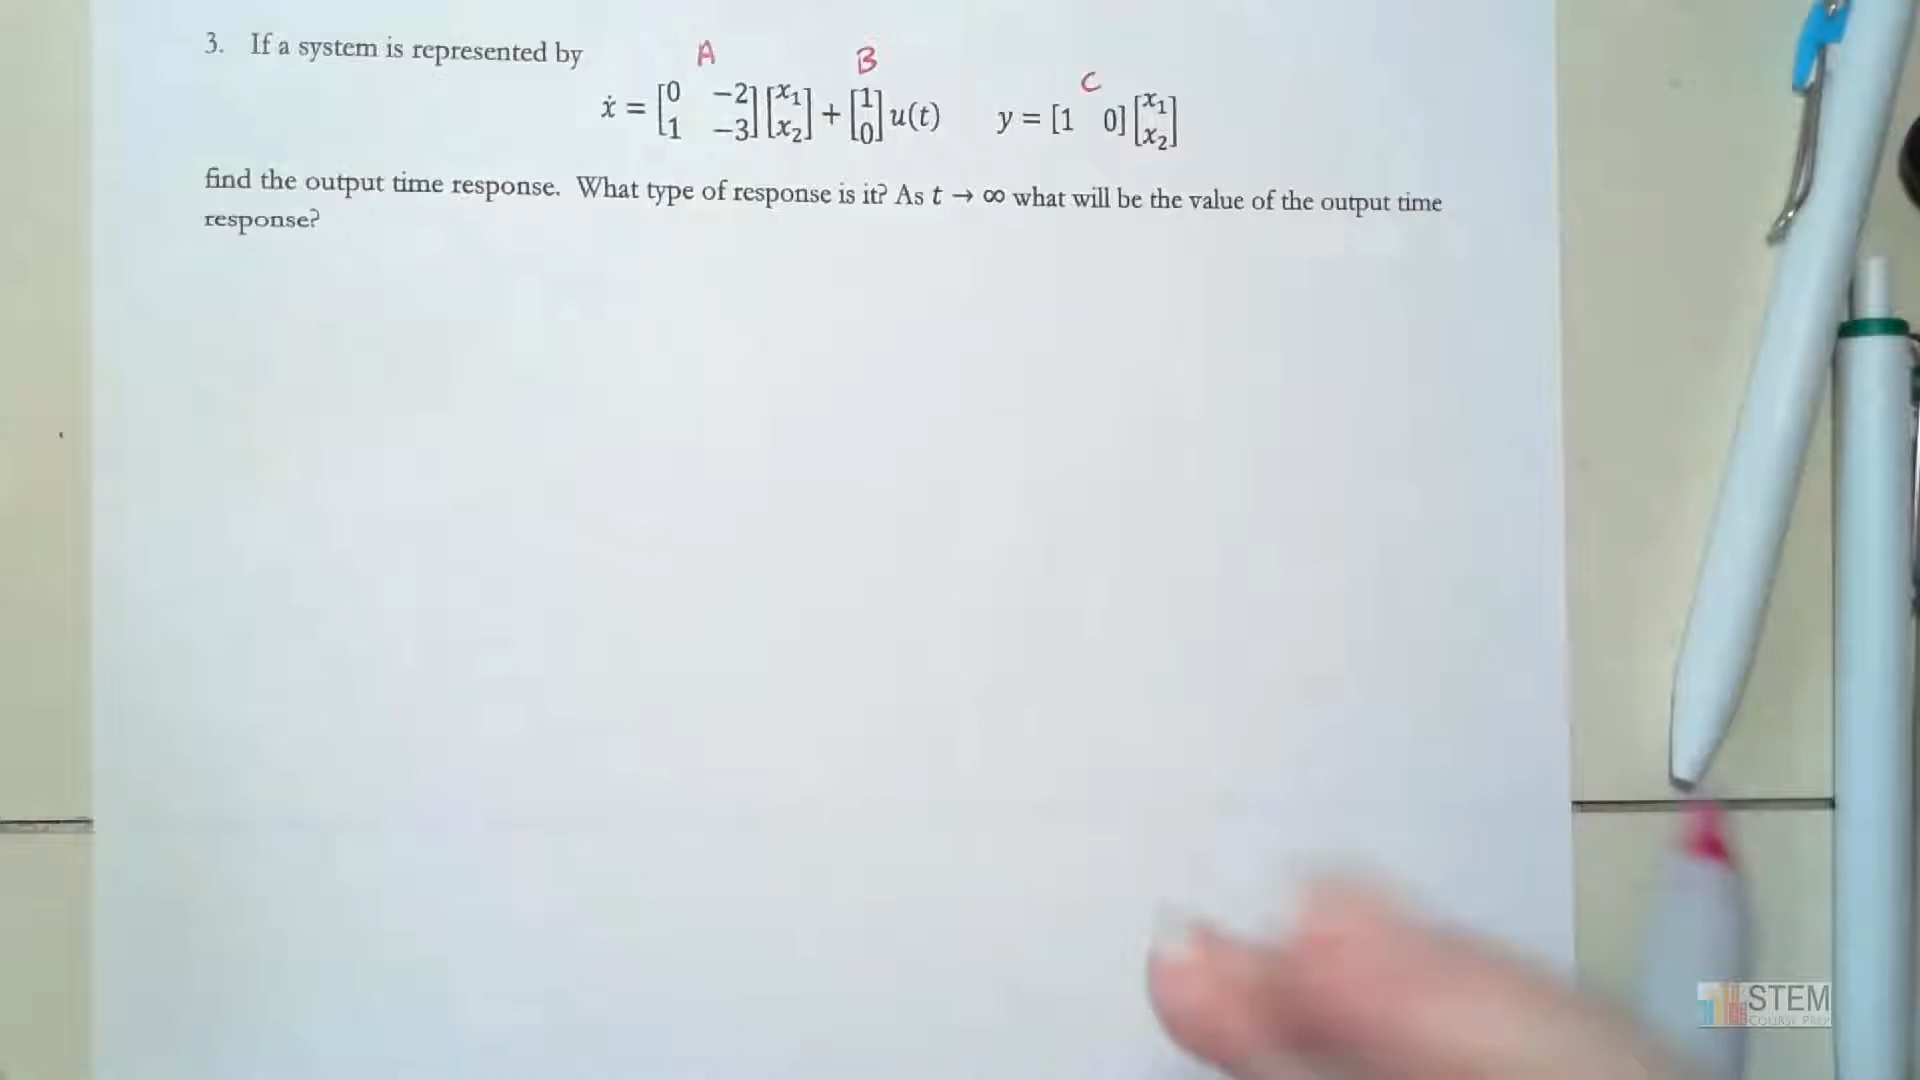 3. If a system is represented by
A B C
ẋ = [0 −2; 1 −3] [x₁; x₂] + [1; 0] u(t) y = [1 0] [x₁; x₂]
find the output time response. What type of response is it? As t → ∞ what will be the value of the output time
response?
STEM
COURSE PREP